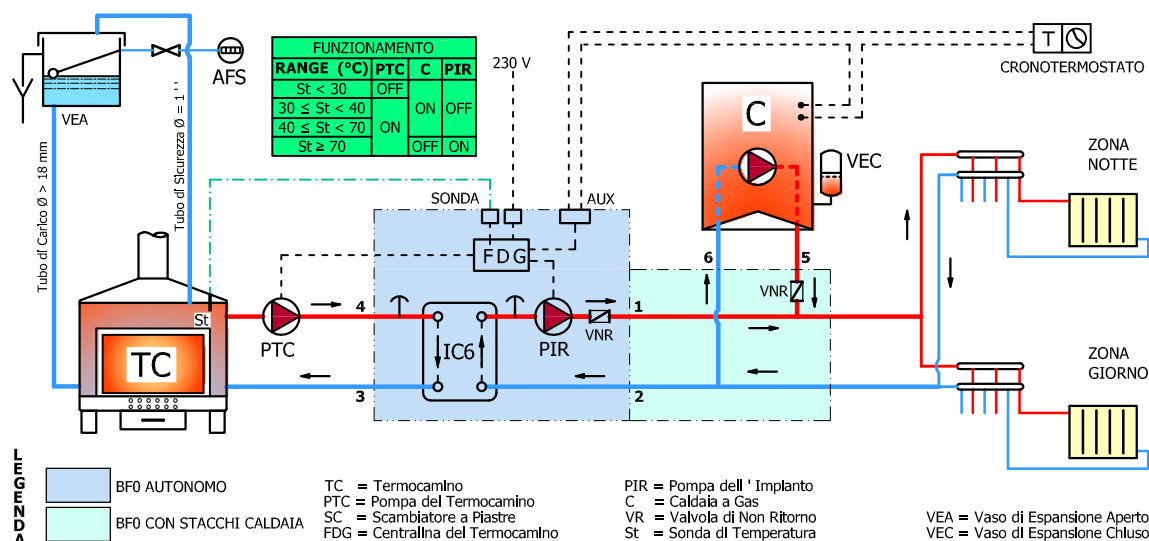 AFS
VEA
Tubo di Carico Ø > 18 mm
Tubo di Sicurezza Ø = 1 ''
FUNZIONAMENTO
RANGE (°C) PTC C PIR
St < 30 OFF
30 ≤ St < 40
ON OFF
40 ≤ St < 70
ON
St ≥ 70 OFF ON
230 V
T
CRONOTERMOSTATO
C
VEC
ZONA
NOTTE
SONDA
AUX
FDG
6
5
VNR
St
TC
PTC
4
IC6
PIR
VNR
1
3
2
ZONA
GIORNO
LEGENDA
BF0 AUTONOMO
BF0 CON STACCHI CALDAIA
TC = Termocamino
PTC = Pompa del Termocamino
SC = Scambiatore a Piastre
FDG = Centralina del Termocamino
PIR = Pompa dell ' Impianto
C = Caldaia a Gas
VR = Valvola di Non Ritorno
St = Sonda di Temperatura
VEA = Vaso di Espansione Aperto
VEC = Vaso di Espansione Chiuso